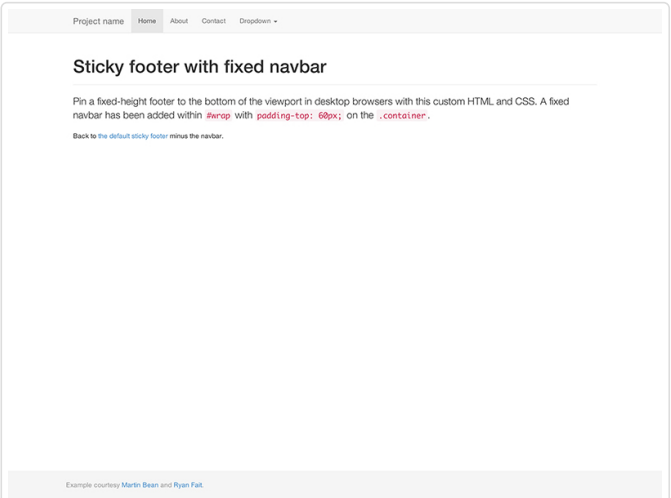 Project name Home About Contact Dropdown
Sticky footer with fixed navbar
Pin a fixed-height footer to the bottom of the viewport in desktop browsers with this custom HTML and CSS. A fixed
navbar has been added within #wrap with padding-top: 60px; on the .container.
Back to the default sticky footer minus the navbar.
Example courtesy Martin Bean and Ryan Fait.